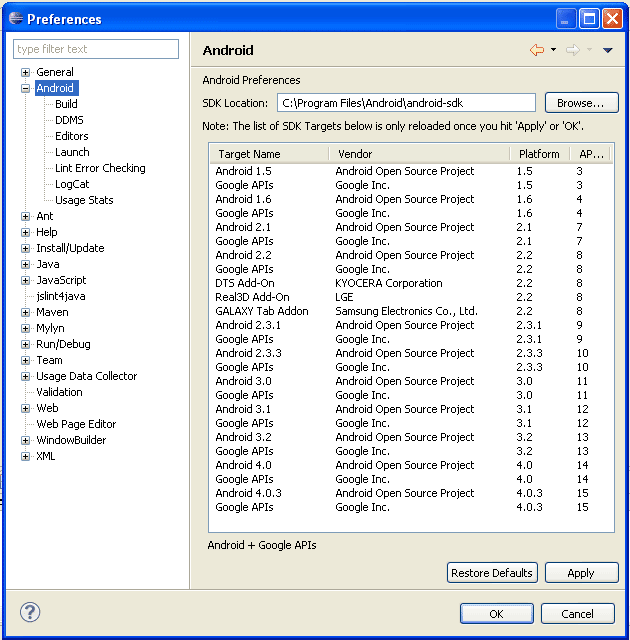 Preferences
type filter text
General
Android
Build
DDMS
Editors
Launch
Lint Error Checking
LogCat
Usage Stats
Ant
Help
Install/Update
Java
JavaScript
jslint4java
Maven
Mylyn
Run/Debug
Team
Usage Data Collector
Validation
Web
Web Page Editor
WindowBuilder
XML
Android
Android Preferences
SDK Location: C:\Program Files\Android\android-sdk Browse...
Note: The list of SDK Targets below is only reloaded once you hit 'Apply' or 'OK'.
Target Name Vendor Platform AP...
Android 1.5 Android Open Source Project 1.5 3
Google APIs Google Inc. 1.5 3
Android 1.6 Android Open Source Project 1.6 4
Google APIs Google Inc. 1.6 4
Android 2.1 Android Open Source Project 2.1 7
Google APIs Google Inc. 2.1 7
Android 2.2 Android Open Source Project 2.2 8
Google APIs Google Inc. 2.2 8
DTS Add-On KYOCERA Corporation 2.2 8
Real3D Add-On LGE 2.2 8
GALAXY Tab Addon Samsung Electronics Co., Ltd. 2.2 8
Android 2.3.1 Android Open Source Project 2.3.1 9
Google APIs Google Inc. 2.3.1 9
Android 2.3.3 Android Open Source Project 2.3.3 10
Google APIs Google Inc. 2.3.3 10
Android 3.0 Android Open Source Project 3.0 11
Google APIs Google Inc. 3.0 11
Android 3.1 Android Open Source Project 3.1 12
Google APIs Google Inc. 3.1 12
Android 3.2 Android Open Source Project 3.2 13
Google APIs Google Inc. 3.2 13
Android 4.0 Android Open Source Project 4.0 14
Google APIs Google Inc. 4.0 14
Android 4.0.3 Android Open Source Project 4.0.3 15
Google APIs Google Inc. 4.0.3 15
Android + Google APIs
Restore Defaults Apply
? OK Cancel